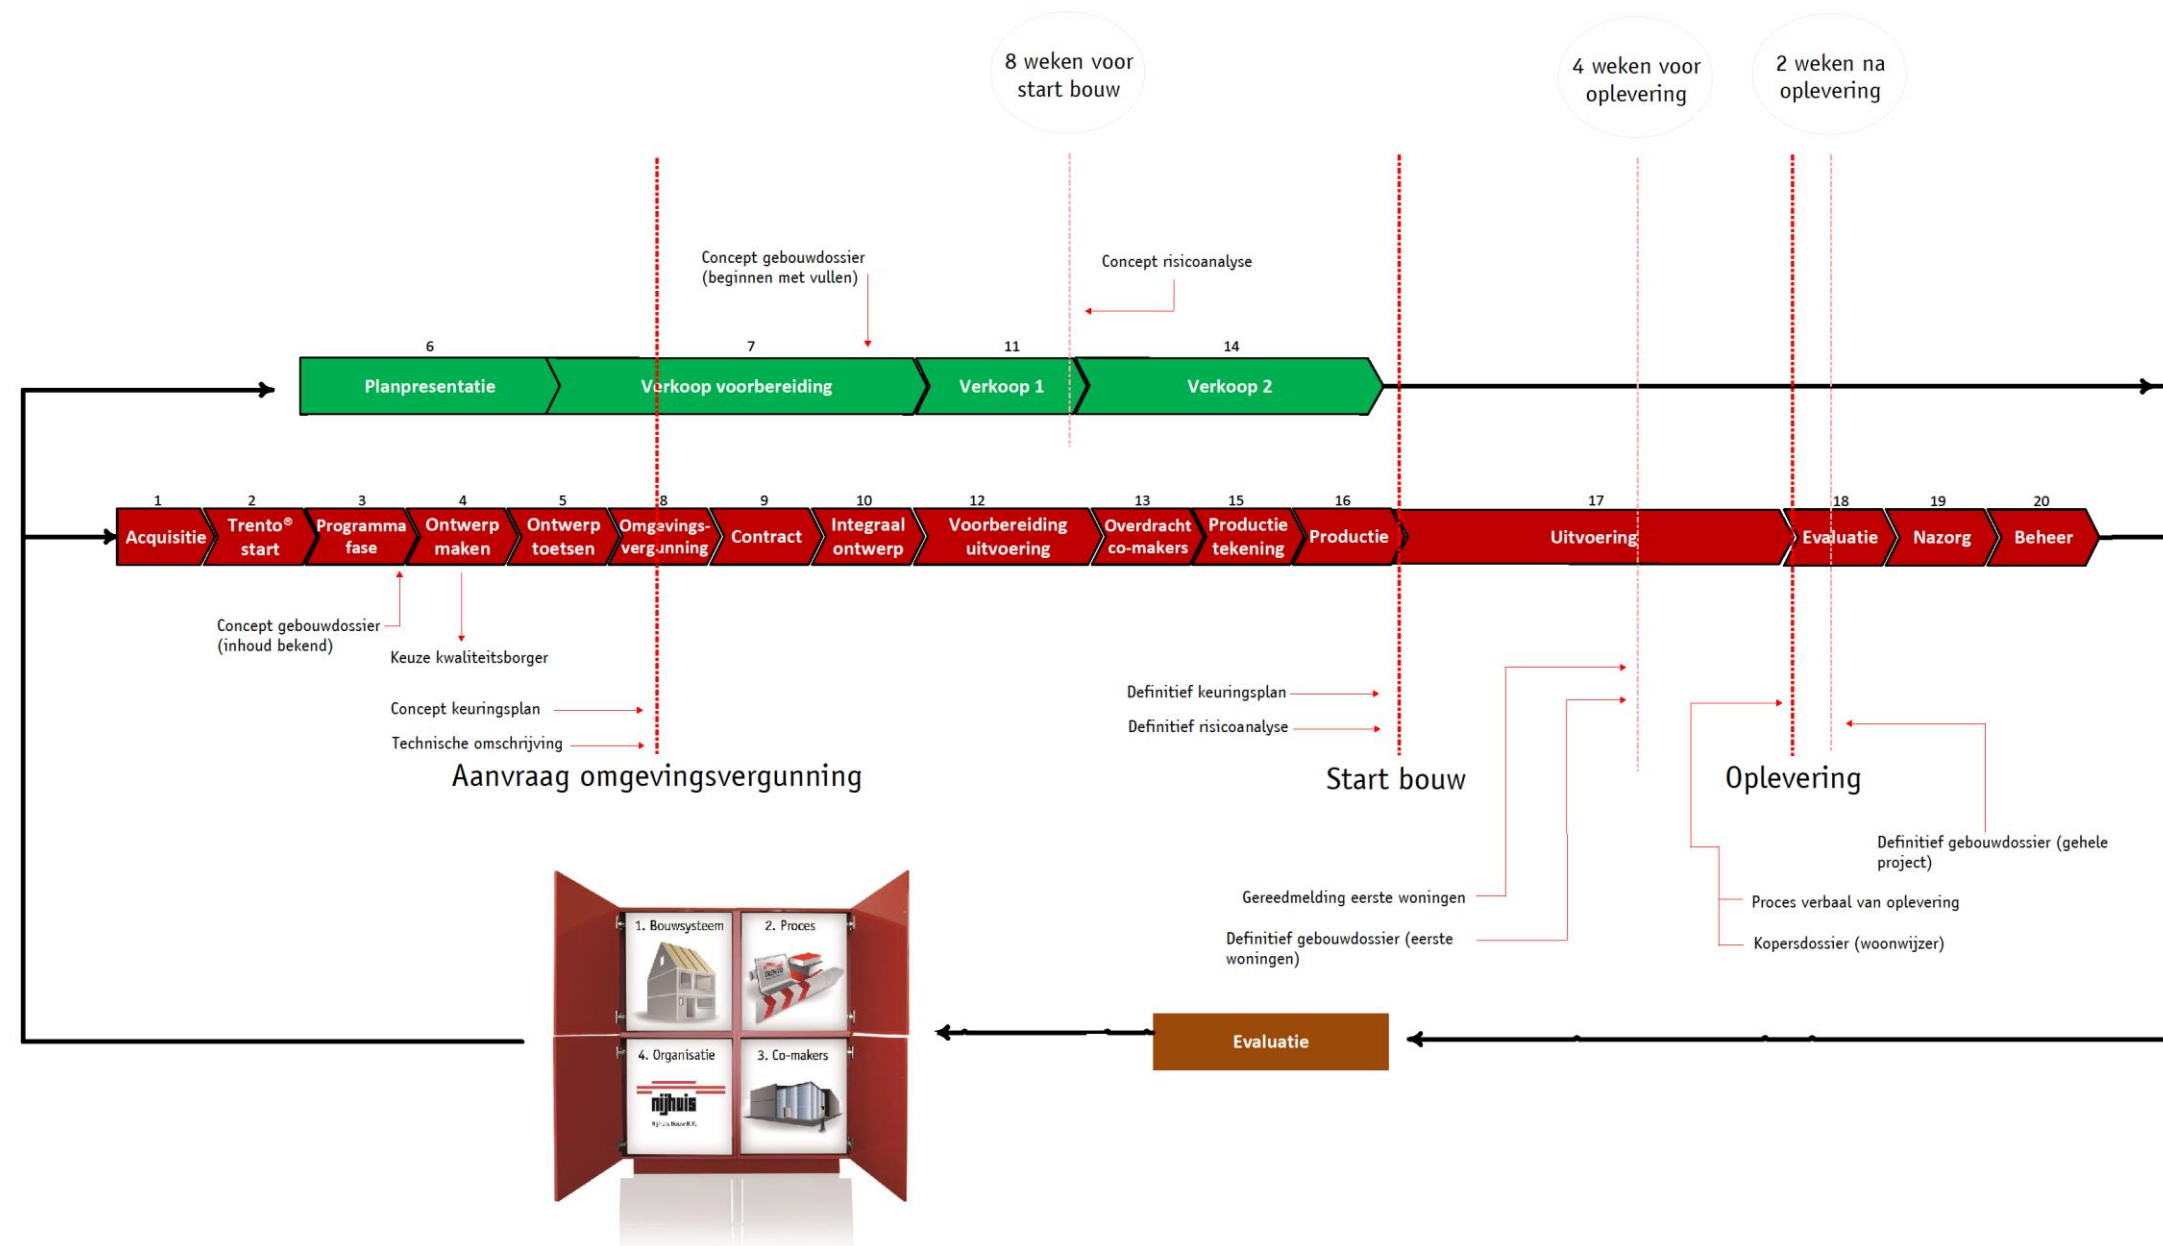 8 weken voor
start bouw
4 weken voor
oplevering
2 weken na
oplevering
Concept gebouwdossier
(beginnen met vullen)
Concept risicoanalyse
6
7
11
14
Planpresentatie
Verkoop voorbereiding
Verkoop 1
Verkoop 2
1
2
3
4
5
8
9
10
12
13
15
16
17
18
19
20
Acquisitie
Trento®
start
Programma
fase
Ontwerp
maken
Ontwerp
toetsen
Omgevings-
vergunning
Contract
Integraal
ontwerp
Voorbereiding
uitvoering
Overdracht
co-makers
Productie
tekening
Productie
Uitvoering
Evaluatie
Nazorg
Beheer
Concept gebouwdossier
(inhoud bekend)
Keuze kwaliteitsborger
Concept keuringsplan
Technische omschrijving
Definitief keuringsplan
Definitief risicoanalyse
Aanvraag omgevingsvergunning
Start bouw
Oplevering
Definitief gebouwdossier (gehele
project)
Gereedmelding eerste woningen
Proces verbaal van oplevering
Definitief gebouwdossier (eerste
woningen)
Kopersdossier (woonwijzer)
1. Bouwsysteem
2. Proces
4. Organisatie
3. Co-makers
nijhuis
Nijhuis Bouw B.V.
Evaluatie